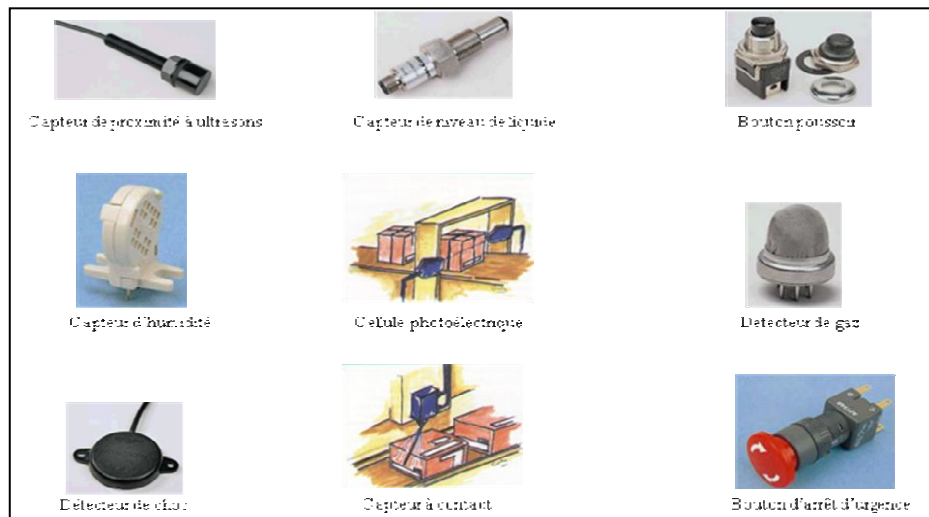 Capteur de proximité à ultrasons
Capteur de niveau de liquide
Bouton poussoir
Capteur d'humidité
Cellule photoélectrique
Détecteur de gaz
Détecteur de choc
Capteur à contact
Bouton d'arrêt d'urgence